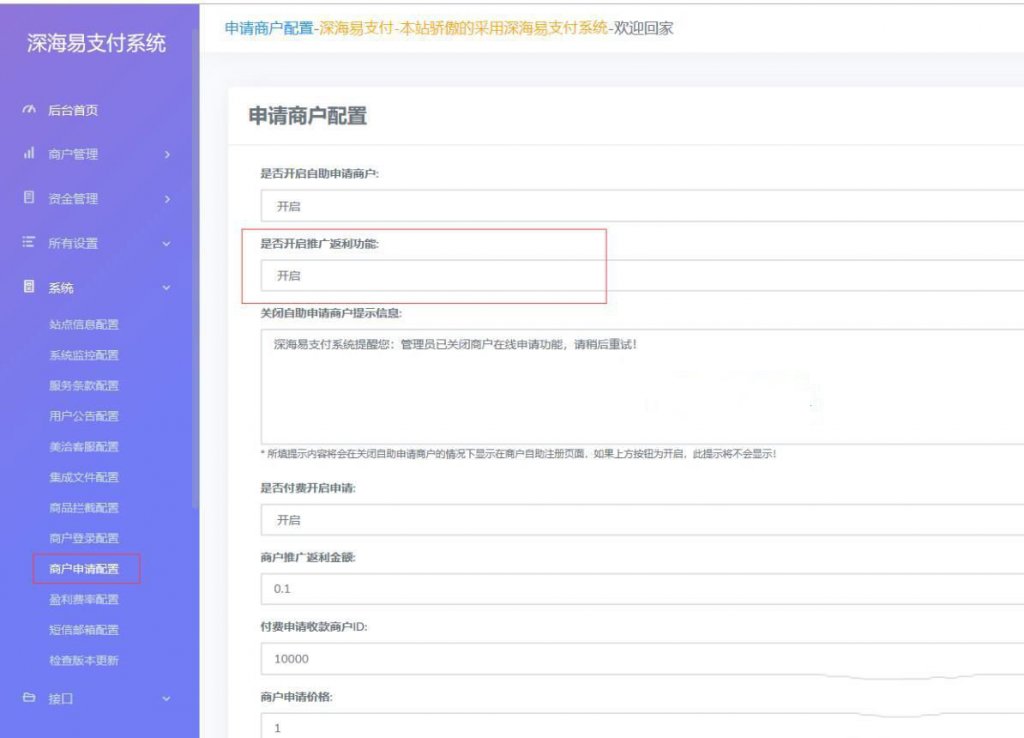 深海易支付系统
后台首页
商户管理
资金管理
所有设置
系统
站点信息配置
系统监控配置
服务条款配置
用户公告配置
美洽客服配置
集成文件配置
商品拦截配置
商户登录配置
商户申请配置
盈利费率配置
短信邮箱配置
检查版本更新
接口
申请商户配置-深海易支付-本站骄傲的采用深海易支付系统-欢迎回家
申请商户配置
是否开启自助申请商户:
开启
是否开启推广返利功能:
开启
关闭自助申请商户提示信息:
深海易支付系统提醒您：管理员已关闭商户在线申请功能，请稍后重试！
* 所填提示内容将会在关闭自助申请商户的情况下显示在商户自助注册页面，如果上方按钮为开启，此提示将不会显示！
是否付费开启申请:
开启
商户推广返利金额:
0.1
付费申请收款商户ID:
10000
商户申请价格:
1